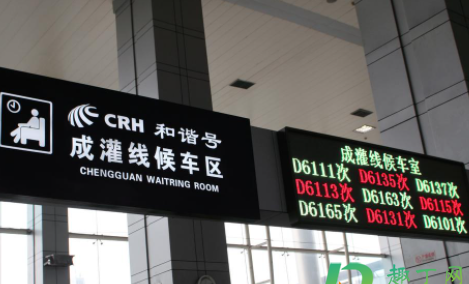 CRH 和谐号
成灌线候车区
CHENGGUAN WAITRING ROOM
成灌线候车室
D6111次 D6135次 D6137次
D6113次 D6163次 D6115次
D6165次 D6131次 D6101次
趣丁网